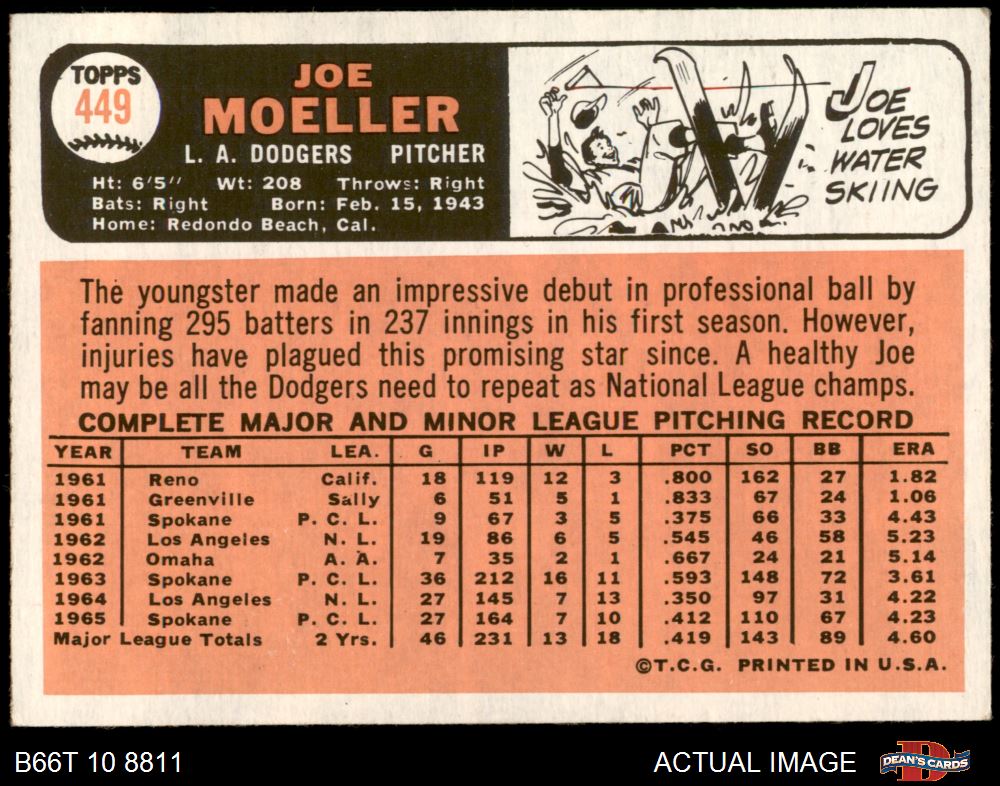 TOPPS
449
JOE
MOELLER
L. A. DODGERS PITCHER
Ht: 6'5" Wt: 208 Throws: Right
Bats: Right Born: Feb. 15, 1943
Home: Redondo Beach, Cal.
JOE
LOVES
WATER
SKIING
The youngster made an impressive debut in professional ball by
fanning 295 batters in 237 innings in his first season. However,
injuries have plagued this promising star since. A healthy Joe
may be all the Dodgers need to repeat as National League champs.
COMPLETE MAJOR AND MINOR LEAGUE PITCHING RECORD
YEAR TEAM LEA. G IP W L PCT SO BB ERA
1961 Reno Calif. 18 119 12 3 .800 162 27 1.82
1961 Greenville Sally 6 51 5 1 .833 67 24 1.06
1961 Spokane P. C. L. 9 67 3 5 .375 66 33 4.43
1962 Los Angeles N. L. 19 86 6 5 .545 46 58 5.23
1962 Omaha A. A. 7 35 2 1 .667 24 21 5.14
1963 Spokane P. C. L. 36 212 16 11 .593 148 72 3.61
1964 Los Angeles N. L. 27 145 7 13 .350 97 31 4.22
1965 Spokane P. C. L. 27 164 7 10 .412 110 67 4.23
Major League Totals 2 Yrs. 46 231 13 18 .419 143 89 4.60
©T.C.G. PRINTED IN U.S.A.
B66T 10 8811
ACTUAL IMAGE
DEAN'S CARDS